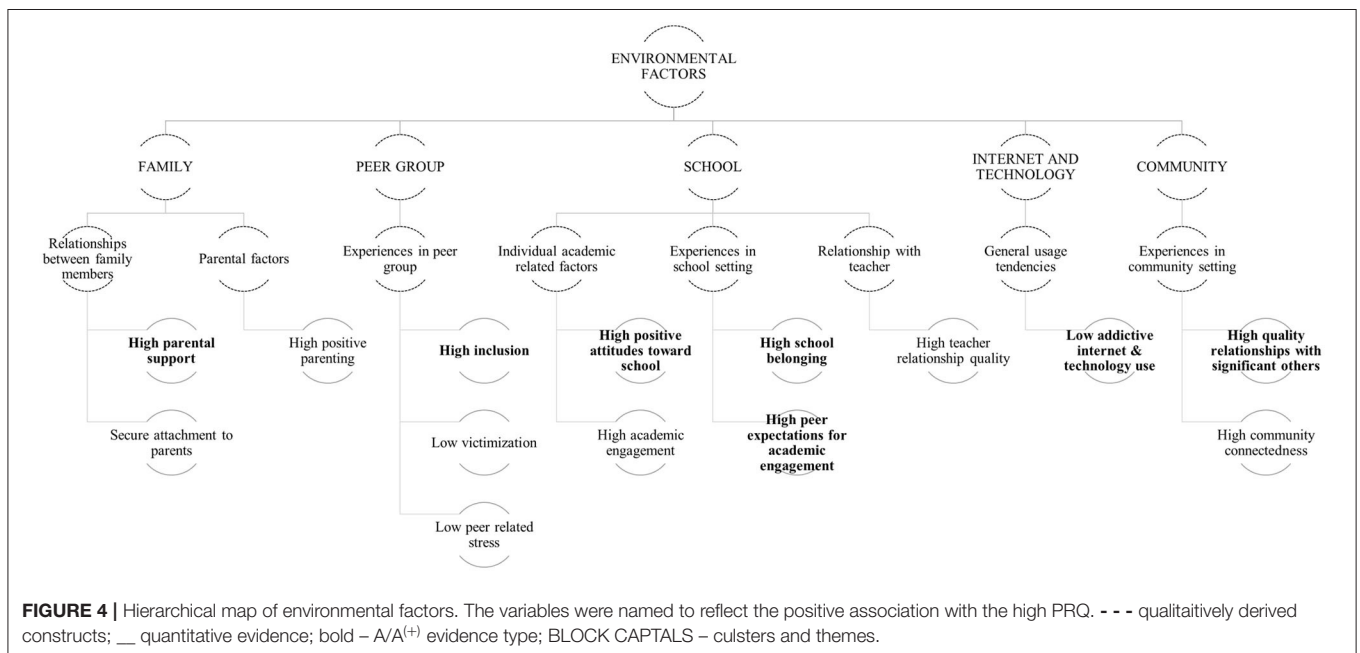 ENVIRONMENTAL
FACTORS
FAMILY
PEER GROUP
SCHOOL
INTERNET AND
TECHNOLOGY
COMMUNITY
Relationships
between family
members
Parental factors
Experiences in peer
group
Individual academic
related factors
Experiences in
school setting
Relationship with
teacher
General usage
tendencies
Experiences in
community setting
High parental
support
High positive
parenting
High inclusion
High positive
attitudes toward
school
High school
belonging
High teacher
relationship quality
Low addictive
internet &
technology use
High quality
relationships with
significant others
Secure attachment to
parents
Low victimization
High academic
engagement
High peer
expectations for
academic
engagement
High community
connectedness
Low peer related
stress
FIGURE 4 | Hierarchical map of environmental factors. The variables were named to reflect the positive association with the high PRQ. - - - qualitaitively derived
constructs; __ quantitative evidence; bold – A/A(+) evidence type; BLOCK CAPTALS – culsters and themes.